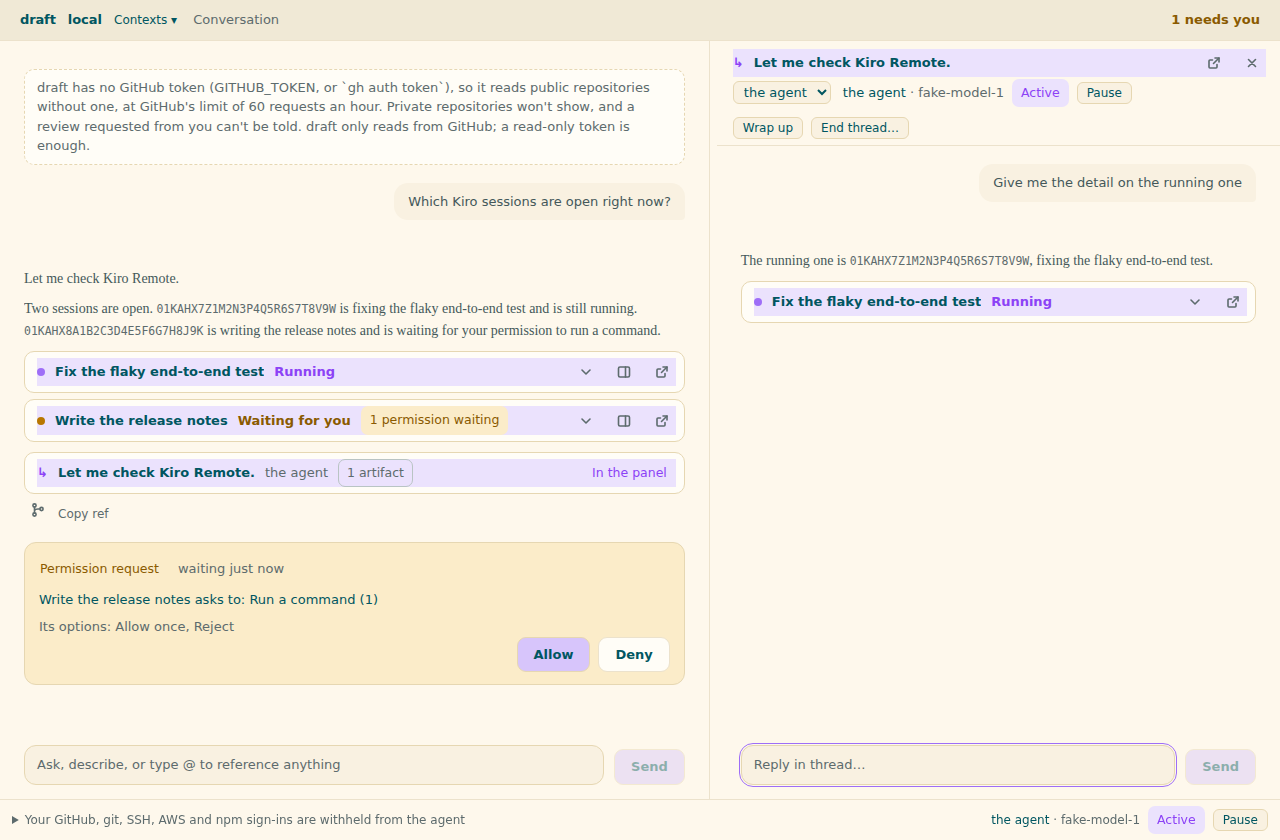 draft local Contexts ▾ Conversation 1 needs you
draft has no GitHub token (GITHUB_TOKEN, or `gh auth token`), so it reads public repositories
without one, at GitHub's limit of 60 requests an hour. Private repositories won't show, and a
review requested from you can't be told. draft only reads from GitHub; a read-only token is
enough.
Which Kiro sessions are open right now?
Let me check Kiro Remote.
Two sessions are open. 01KAHX7Z1M2N3P4Q5R6S7T8V9W is fixing the flaky end-to-end test and is still running.
01KAHX8A1B2C3D4E5F6G7H8J9K is writing the release notes and is waiting for your permission to run a command.
Fix the flaky end-to-end test Running
Write the release notes Waiting for you 1 permission waiting
↳ Let me check Kiro Remote. the agent 1 artifact In the panel
Copy ref
Permission request waiting just now
Write the release notes asks to: Run a command (1)
Its options: Allow once, Reject
Allow Deny
Ask, describe, or type @ to reference anything Send
↳ Let me check Kiro Remote.
the agent the agent · fake-model-1 Active Pause
Wrap up End thread…
Give me the detail on the running one
The running one is 01KAHX7Z1M2N3P4Q5R6S7T8V9W, fixing the flaky end-to-end test.
Fix the flaky end-to-end test Running
Reply in thread… Send
▶ Your GitHub, git, SSH, AWS and npm sign-ins are withheld from the agent the agent · fake-model-1 Active Pause